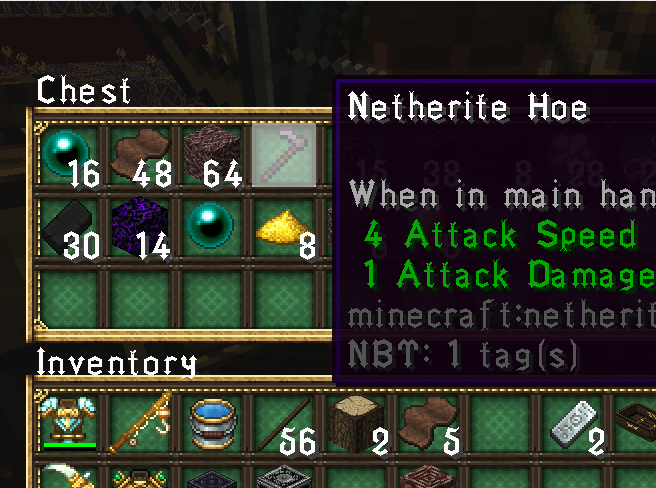 Chest
Netherite Hoe
16 48 64
When in main han
4 Attack Speed
30 14 8
1 Attack Damage
minecraft:netherit
NBT: 1 tag(s)
Inventory
56 2 5 2